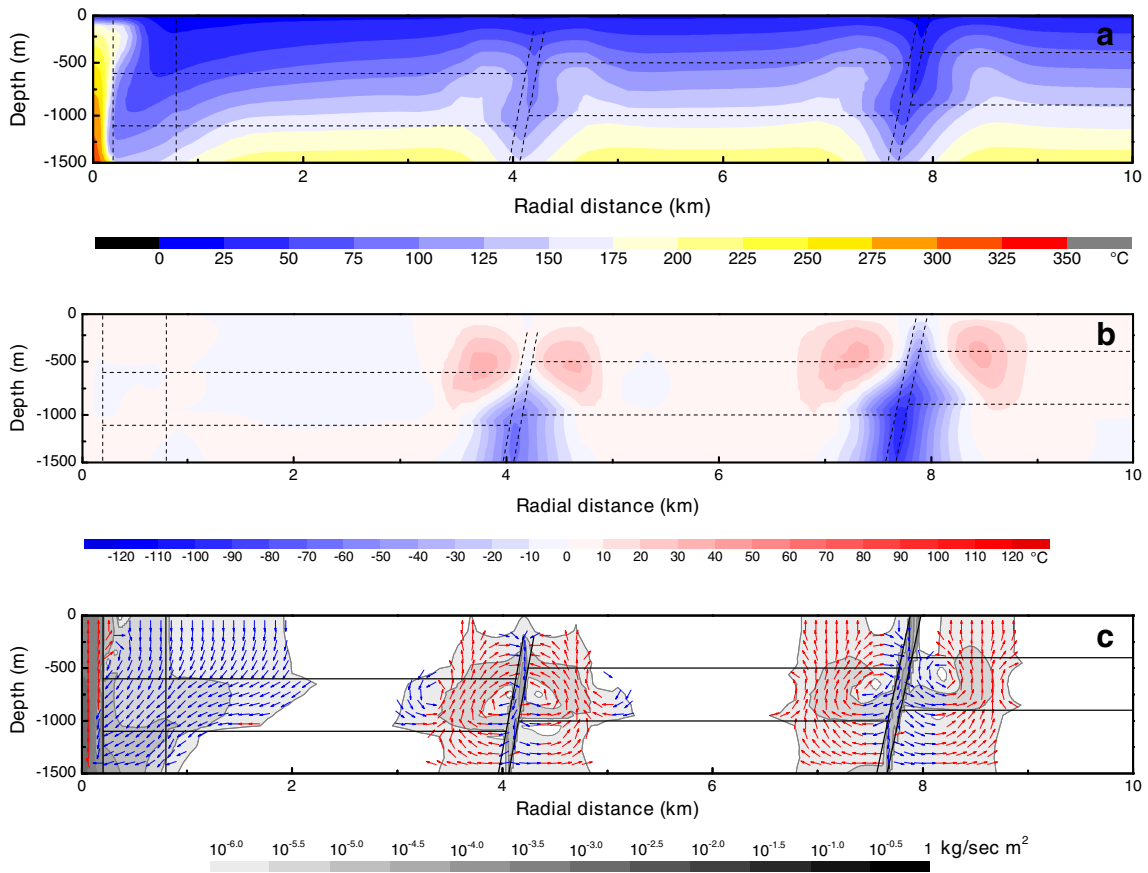 a
0
-500
-1000
-1500
Depth (m)
0 2 4 6 8 10
Radial distance (km)
0 25 50 75 100 125 150 175 200 225 250 275 300 325 350 °C
b
0
-500
-1000
-1500
Depth (m)
0 2 4 6 8 10
Radial distance (km)
-120 -110 -100 -90 -80 -70 -60 -50 -40 -30 -20 -10 0 10 20 30 40 50 60 70 80 90 100 110 120 °C
c
0
-500
-1000
-1500
Depth (m)
0 2 4 6 8 10
Radial distance (km)
10-6.0 10-5.5 10-5.0 10-4.5 10-4.0 10-3.5 10-3.0 10-2.5 10-2.0 10-1.5 10-1.0 10-0.5 1 kg/sec m2